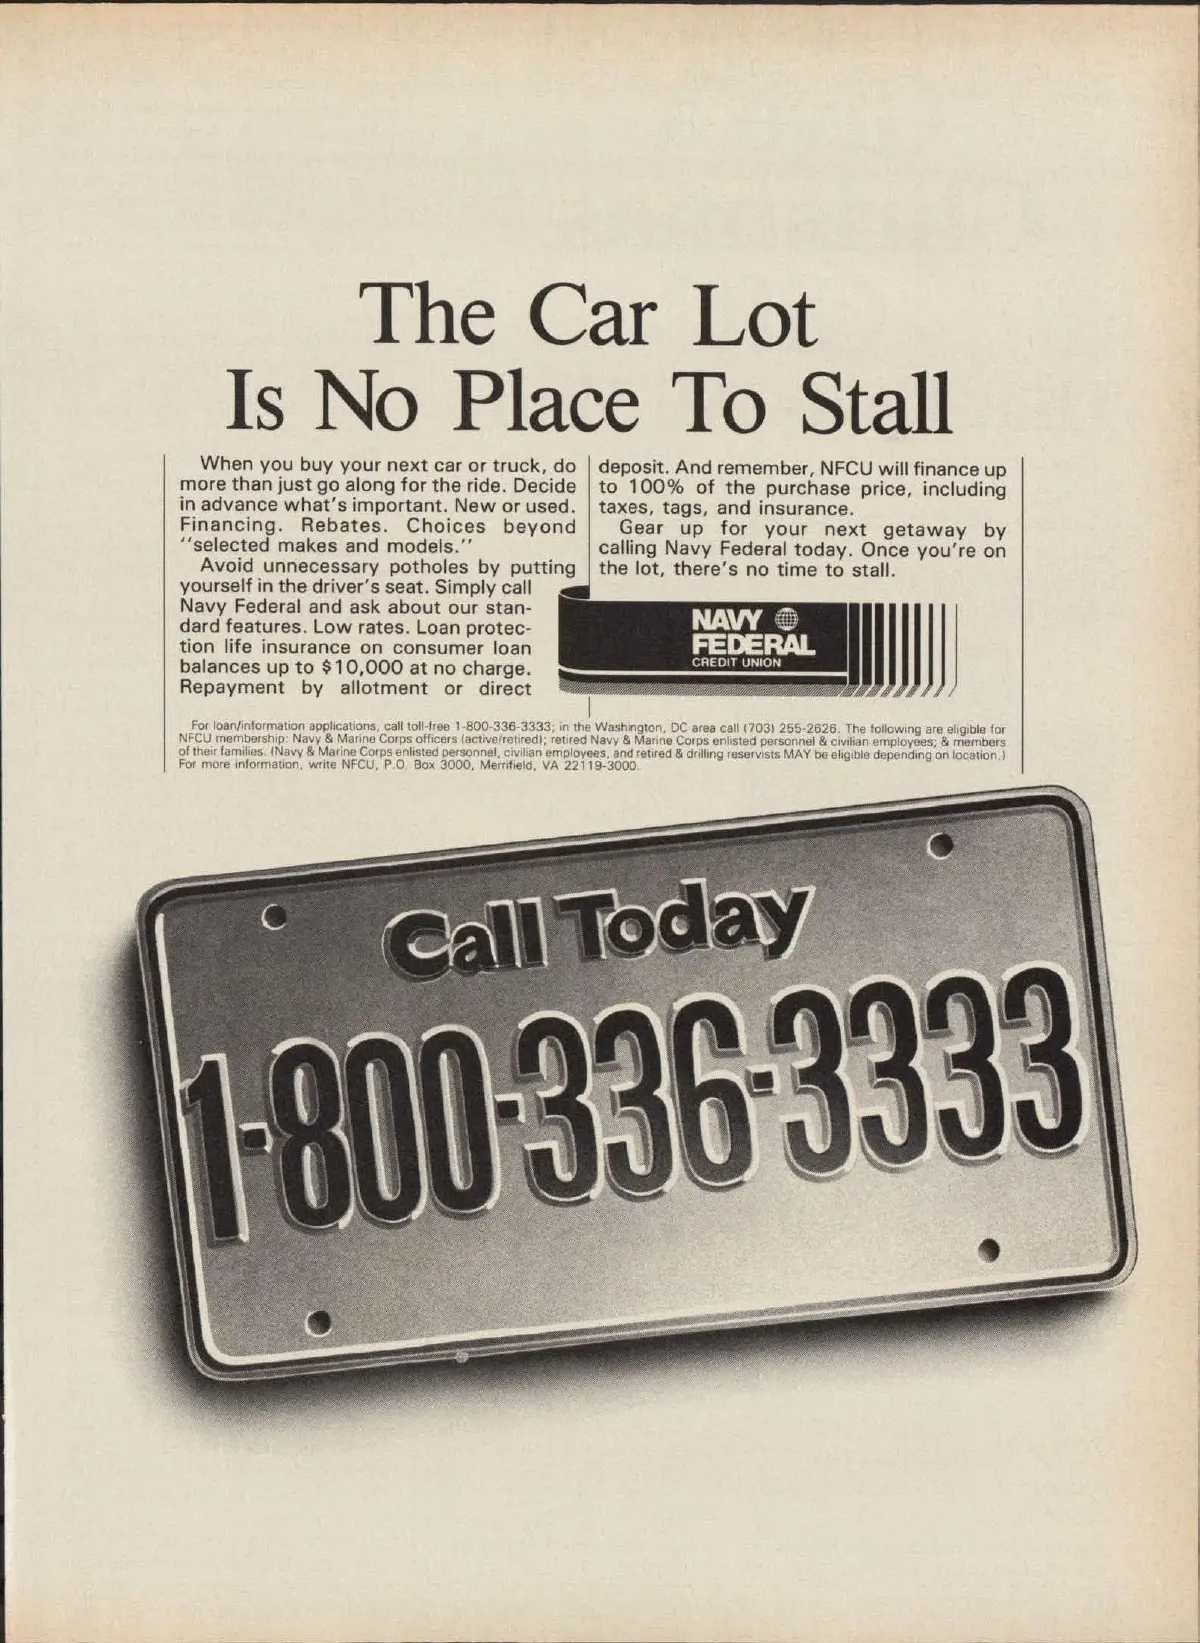 The Car Lot
Is No Place To Stall
When you buy your next car or truck, do
more than just go along for the ride. Decide
in advance what's important. New or used.
Financing. Rebates. Choices beyond
"selected makes and models."
Avoid unnecessary potholes by putting
yourself in the driver's seat. Simply call
Navy Federal and ask about our stan-
dard features. Low rates. Loan protec-
tion life insurance on consumer loan
balances up to $10,000 at no charge.
Repayment by allotment or direct
deposit. And remember, NFCU will finance up
to 100% of the purchase price, including
taxes, tags, and insurance.
Gear up for your next getaway by
calling Navy Federal today. Once you're on
the lot, there's no time to stall.
NAVY
FEDERAL
CREDIT UNION
For loan/information applications, call toll-free 1-800-336-3333; in the Washington, DC area call (703) 255-2626. The following are eligible for
NFCU membership: Navy & Marine Corps officers (active/retired); retired Navy & Marine Corps enlisted personnel & civilian employees; & members
of their families. (Navy & Marine Corps enlisted personnel, civilian employees, and retired & drilling reservists MAY be eligible depending on location.)
For more information, write NFCU, P.O. Box 3000, Merrifield, VA 22119-3000.
Call Today
1-800-336-3333